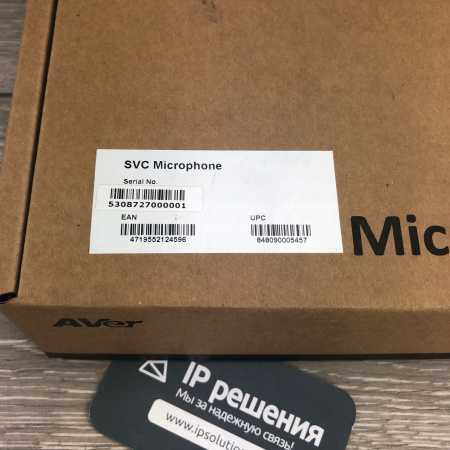 SVC Microphone
Serial No.
5308727000001
EAN
4719552124596
UPC
848090005457
Mic
AVer
IP решения
Мы за надежную связь!
www.ipsolution